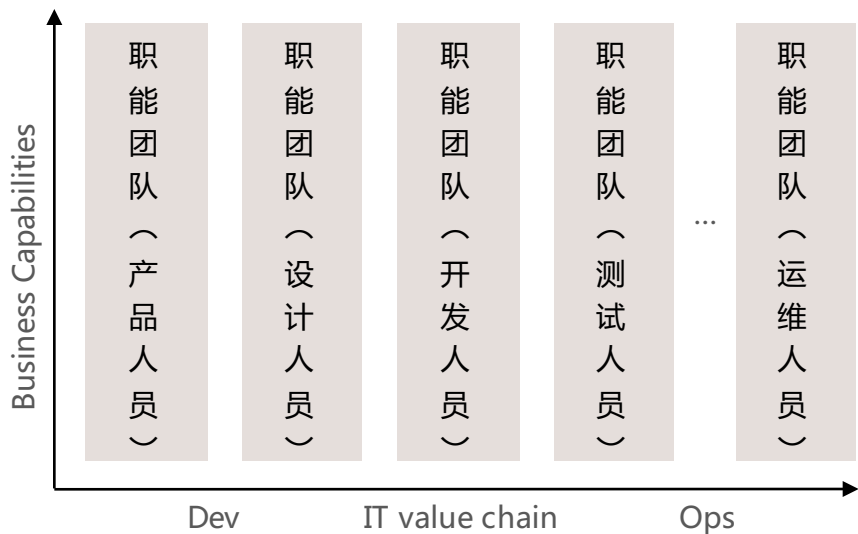 Business Capabilities
职能团队（产品人员）
职能团队（设计人员）
职能团队（开发人员）
职能团队（测试人员）
...
职能团队（运维人员）
Dev
IT value chain
Ops